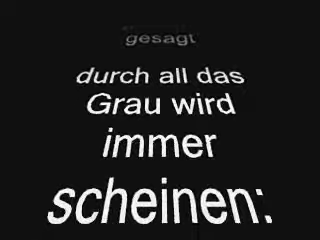 gesagt
durch all das
Grau wird
immer
scheinen: